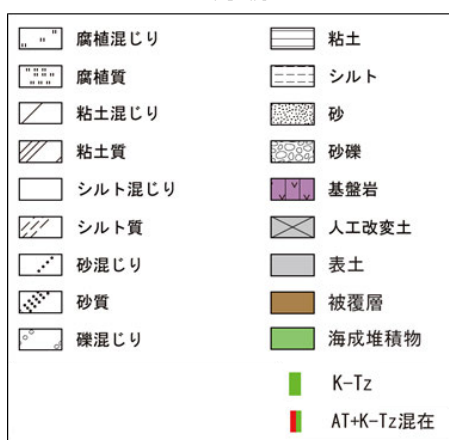 腐植混じり
腐植質
粘土混じり
粘土質
シルト混じり
シルト質
砂混じり
砂質
礫混じり
粘土
シルト
砂
砂礫
基盤岩
人工改変土
表土
被覆層
海成堆積物
K-Tz
AT+K-Tz混在